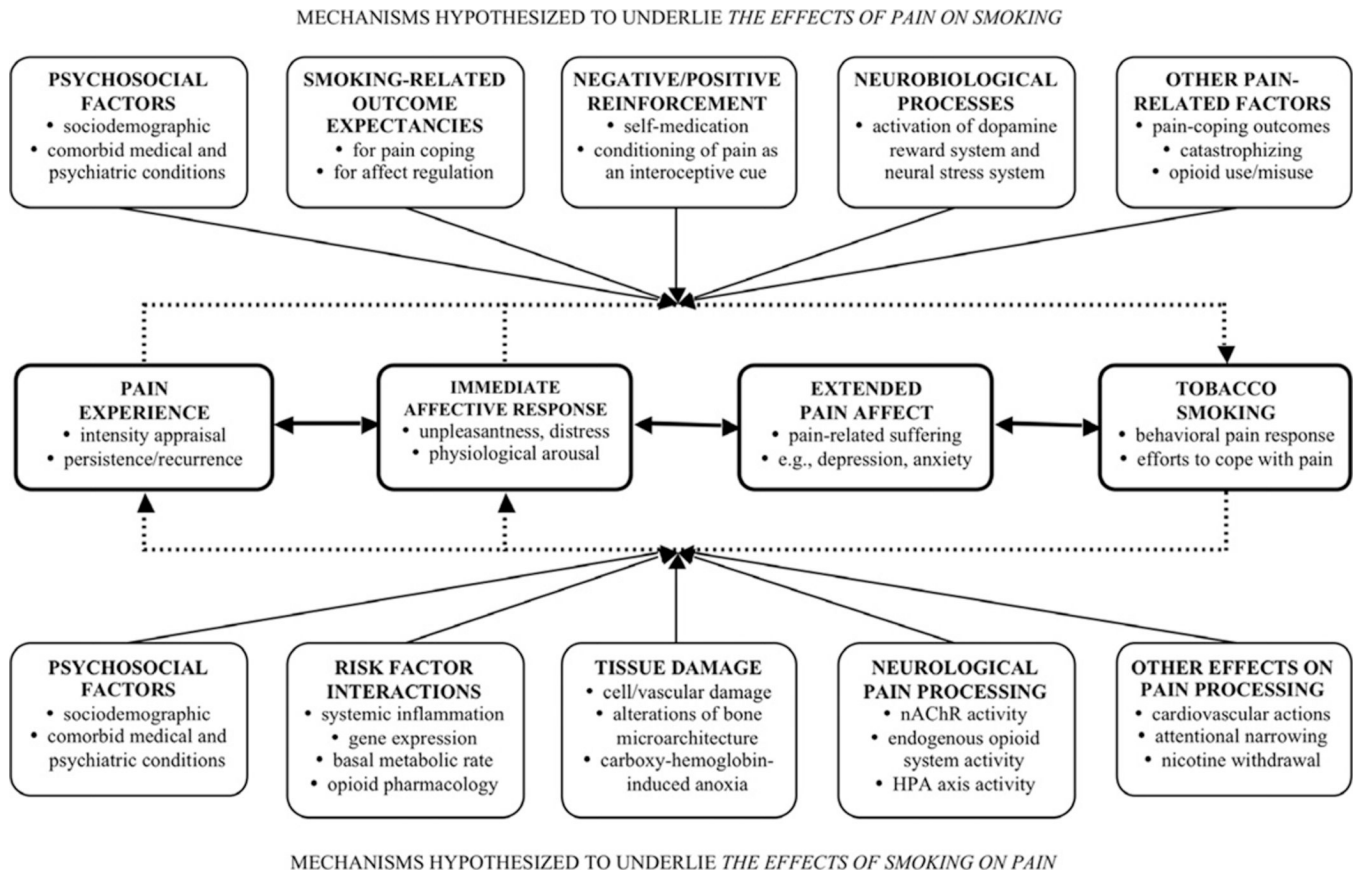 MECHANISMS HYPOTHESIZED TO UNDERLIE THE EFFECTS OF PAIN ON SMOKING
PSYCHOSOCIAL
FACTORS
• sociodemographic
• comorbid medical and
psychiatric conditions
SMOKING-RELATED
OUTCOME
EXPECTANCIES
• for pain coping
• for affect regulation
NEGATIVE/POSITIVE
REINFORCEMENT
• self-medication
• conditioning of pain as
an interoceptive cue
NEUROBIOLOGICAL
PROCESSES
• activation of dopamine
reward system and
neural stress system
OTHER PAIN-
RELATED FACTORS
• pain-coping outcomes
• catastrophizing
• opioid use/misuse
PAIN
EXPERIENCE
• intensity appraisal
• persistence/recurrence
IMMEDIATE
AFFECTIVE RESPONSE
• unpleasantness, distress
• physiological arousal
EXTENDED
PAIN AFFECT
• pain-related suffering
• e.g., depression, anxiety
TOBACCO
SMOKING
• behavioral pain response
• efforts to cope with pain
PSYCHOSOCIAL
FACTORS
• sociodemographic
• comorbid medical and
psychiatric conditions
RISK FACTOR
INTERACTIONS
• systemic inflammation
• gene expression
• basal metabolic rate
• opioid pharmacology
TISSUE DAMAGE
• cell/vascular damage
• alterations of bone
microarchitecture
• carboxy-hemoglobin-
induced anoxia
NEUROLOGICAL
PAIN PROCESSING
• nAChR activity
• endogenous opioid
system activity
• HPA axis activity
OTHER EFFECTS ON
PAIN PROCESSING
• cardiovascular actions
• attentional narrowing
• nicotine withdrawal
MECHANISMS HYPOTHESIZED TO UNDERLIE THE EFFECTS OF SMOKING ON PAIN